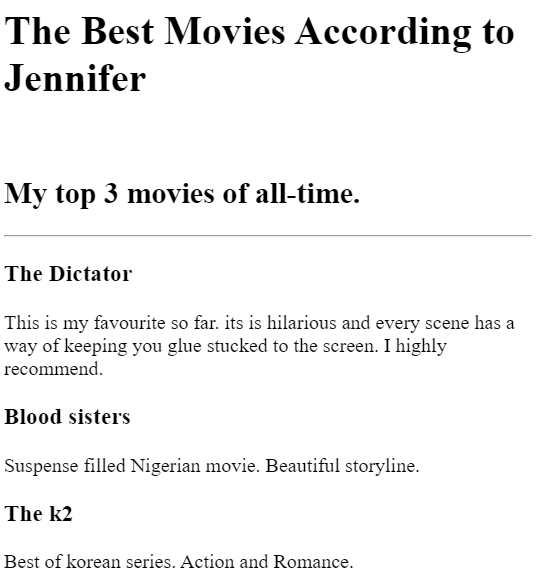 The Best Movies According to
Jennifer
My top 3 movies of all-time.
The Dictator
This is my favourite so far. its is hilarious and every scene has a
way of keeping you glue stucked to the screen. I highly
recommend.
Blood sisters
Suspense filled Nigerian movie. Beautiful storyline.
The k2
Best of korean series. Action and Romance.